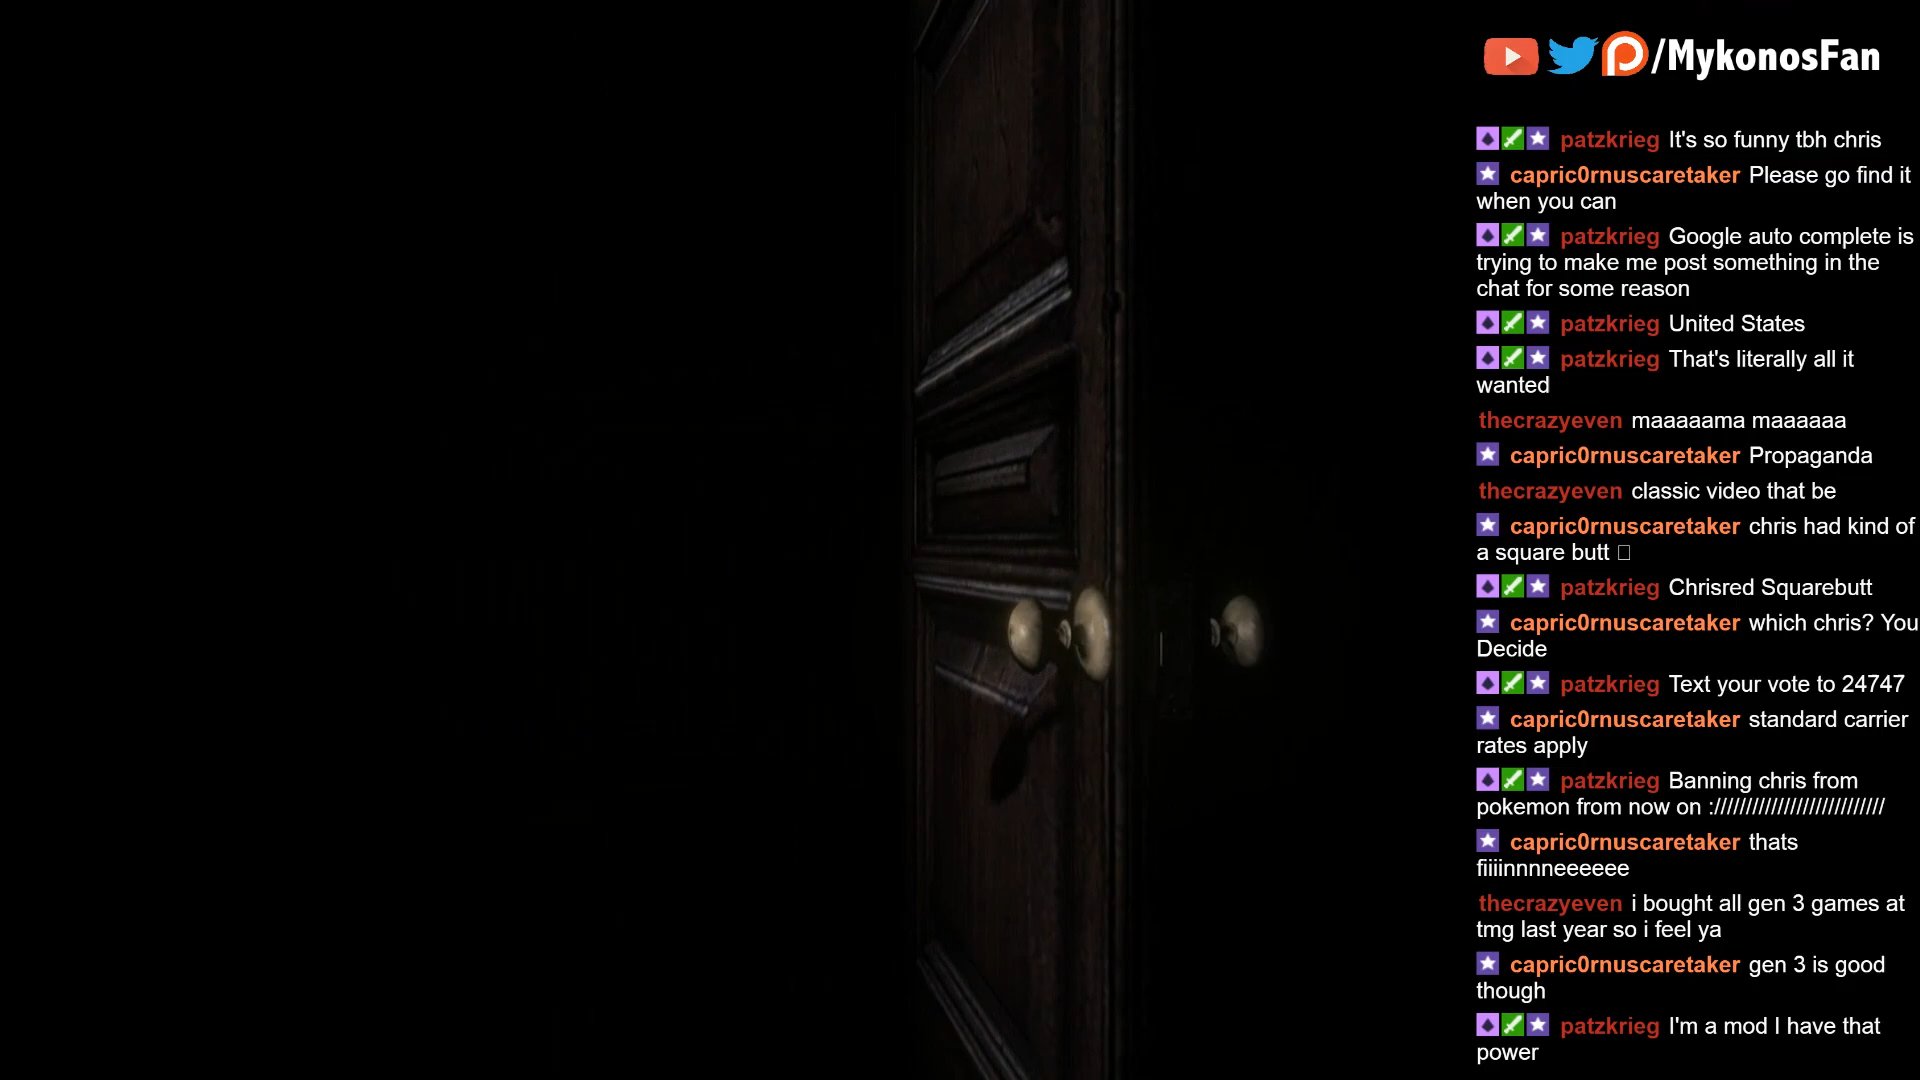 /MykonosFan
patzkrieg It's so funny tbh chris
capric0rnuscaretaker Please go find it
when you can
patzkrieg Google auto complete is
trying to make me post something in the
chat for some reason
patzkrieg United States
patzkrieg That's literally all it
wanted
thecrazyeven maaaaama maaaaaa
capric0rnuscaretaker Propaganda
thecrazyeven classic video that be
capric0rnuscaretaker chris had kind of
a square butt
patzkrieg Chrisred Squarebutt
capric0rnuscaretaker which chris? You
Decide
patzkrieg Text your vote to 24747
capric0rnuscaretaker standard carrier
rates apply
patzkrieg Banning chris from
pokemon from now on :///////////////////////////
capric0rnuscaretaker thats
fiiiinnnneeeeee
thecrazyeven i bought all gen 3 games at
tmg last year so i feel ya
capric0rnuscaretaker gen 3 is good
though
patzkrieg I'm a mod I have that
power